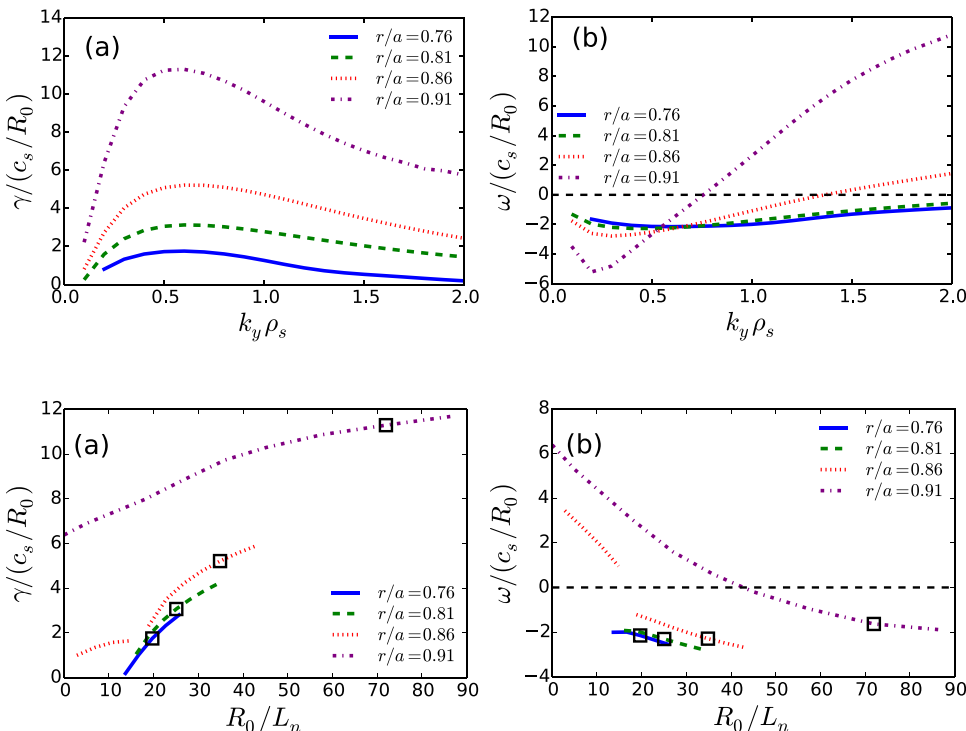 14
12
10
8
6
4
2
0
γ/(c_s/R_0)
(a)
r/a=0.76
r/a=0.81
r/a=0.86
r/a=0.91
0.0 0.5 1.0 1.5 2.0
k_y ρ_s
12
10
8
6
4
2
0
−2
−4
−6
ω/(c_s/R_0)
(b)
r/a=0.76
r/a=0.81
r/a=0.86
r/a=0.91
0.0 0.5 1.0 1.5 2.0
k_y ρ_s
12
10
8
6
4
2
0
γ/(c_s/R_0)
(a)
r/a=0.76
r/a=0.81
r/a=0.86
r/a=0.91
0 10 20 30 40 50 60 70 80 90
R_0/L_n
8
6
4
2
0
−2
−4
ω/(c_s/R_0)
(b)
r/a=0.76
r/a=0.81
r/a=0.86
r/a=0.91
0 10 20 30 40 50 60 70 80 90
R_0/L_n